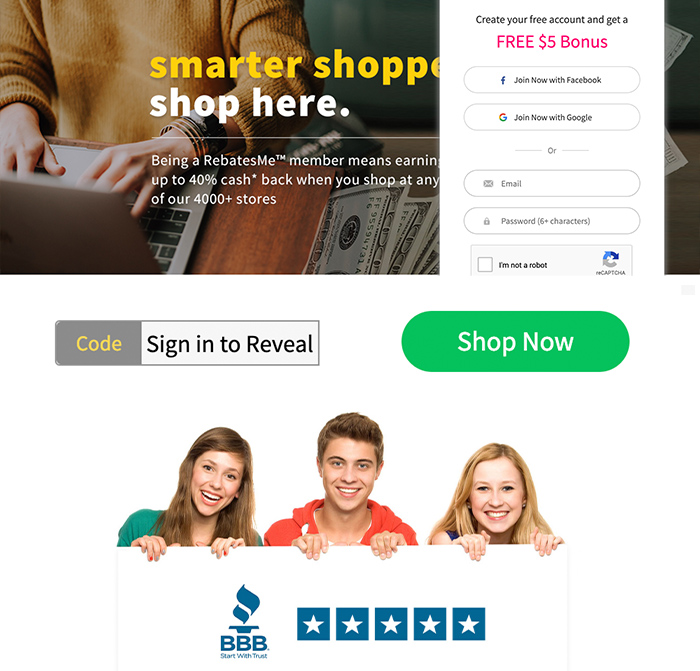 smarter shoppe
shop here.
Being a RebatesMe™ member means earning
up to 40% cash* back when you shop at any
of our 4000+ stores
Create your free account and get a
FREE $5 Bonus
Join Now with Facebook
Join Now with Google
Or
Email
Password (6+ characters)
I'm not a robot
reCAPTCHA
Code
Sign in to Reveal
Shop Now
BBB.
Start With Trust